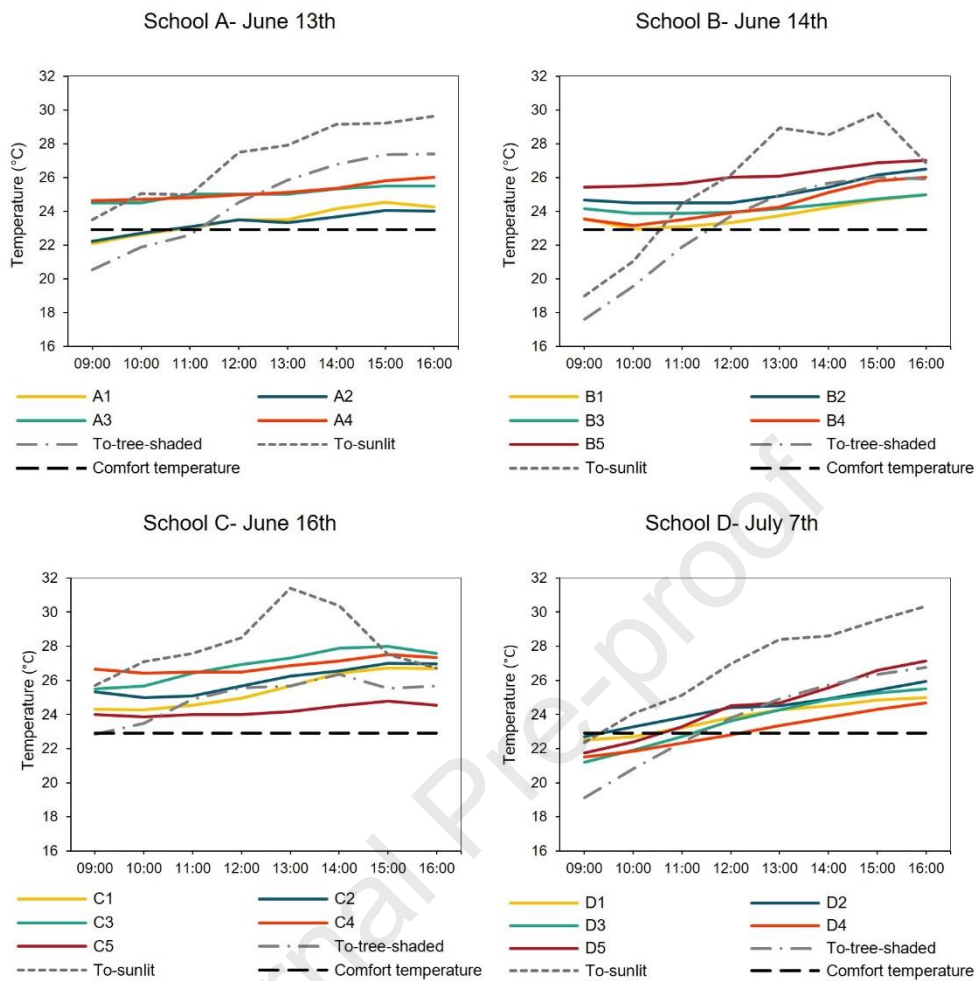 School A- June 13th
32
30
28
26
24
22
20
18
16
Temperature (°C)
09:00 10:00 11:00 12:00 13:00 14:00 15:00 16:00
A1 A2
A3 A4
To-tree-shaded To-sunlit
Comfort temperature
School B- June 14th
32
30
28
26
24
22
20
18
16
Temperature (°C)
09:00 10:00 11:00 12:00 13:00 14:00 15:00 16:00
B1 B2
B3 B4
B5 To-tree-shaded
To-sunlit Comfort temperature
School C- June 16th
32
30
28
26
24
22
20
18
16
Temperature (°C)
09:00 10:00 11:00 12:00 13:00 14:00 15:00 16:00
C1 C2
C3 C4
C5 To-tree-shaded
To-sunlit Comfort temperature
School D- July 7th
32
30
28
26
24
22
20
18
16
Temperature (°C)
09:00 10:00 11:00 12:00 13:00 14:00 15:00 16:00
D1 D2
D3 D4
D5 To-tree-shaded
To-sunlit Comfort temperature
rnal Pre-proof